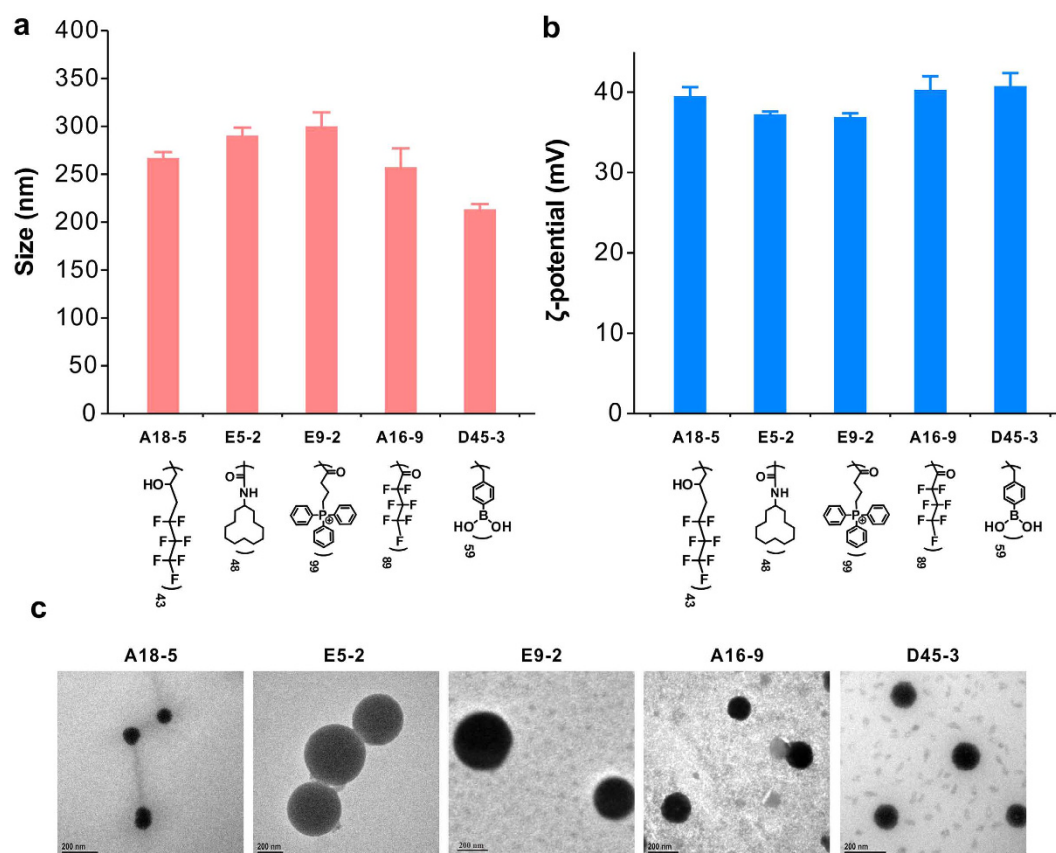 a
Size (nm)
400
350
300
250
200
150
100
50
0
A18-5 E5-2 E9-2 A16-9 D45-3
HO F F F F F F F F F 43
O NH 48
O P ⊕ 99
O F F F F F F F 89
B HO OH 59
b
ζ-potential (mV)
40
30
20
10
0
A18-5 E5-2 E9-2 A16-9 D45-3
HO F F F F F F F F F 43
O NH 48
O P ⊕ 99
O F F F F F F F 89
B HO OH 59
c
A18-5 E5-2 E9-2 A16-9 D45-3
200 nm 200 nm 200 nm 200 nm 200 nm